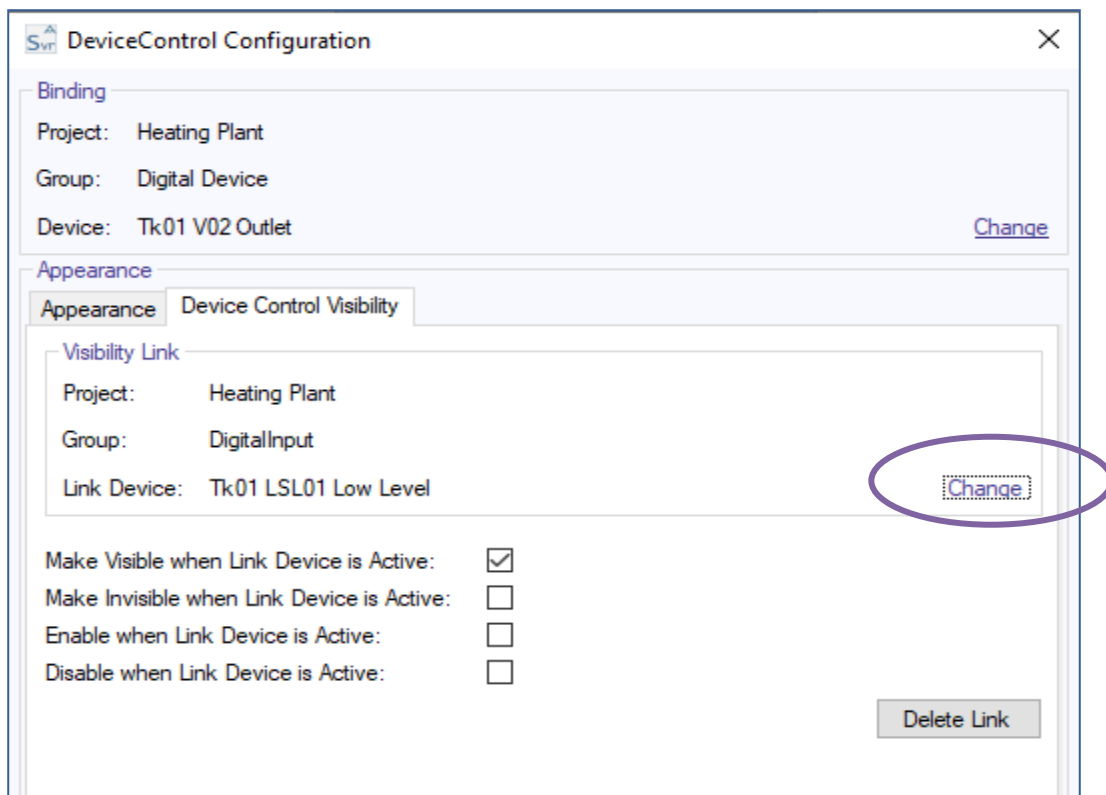 SvrA DeviceControl Configuration
Binding
Project: Heating Plant
Group: Digital Device
Device: Tk01 V02 Outlet Change
Appearance
Appearance Device Control Visibility
Visibility Link
Project: Heating Plant
Group: DigitalInput
Link Device: Tk01 LSL01 Low Level Change
Make Visible when Link Device is Active:
Make Invisible when Link Device is Active:
Enable when Link Device is Active:
Disable when Link Device is Active:
Delete Link